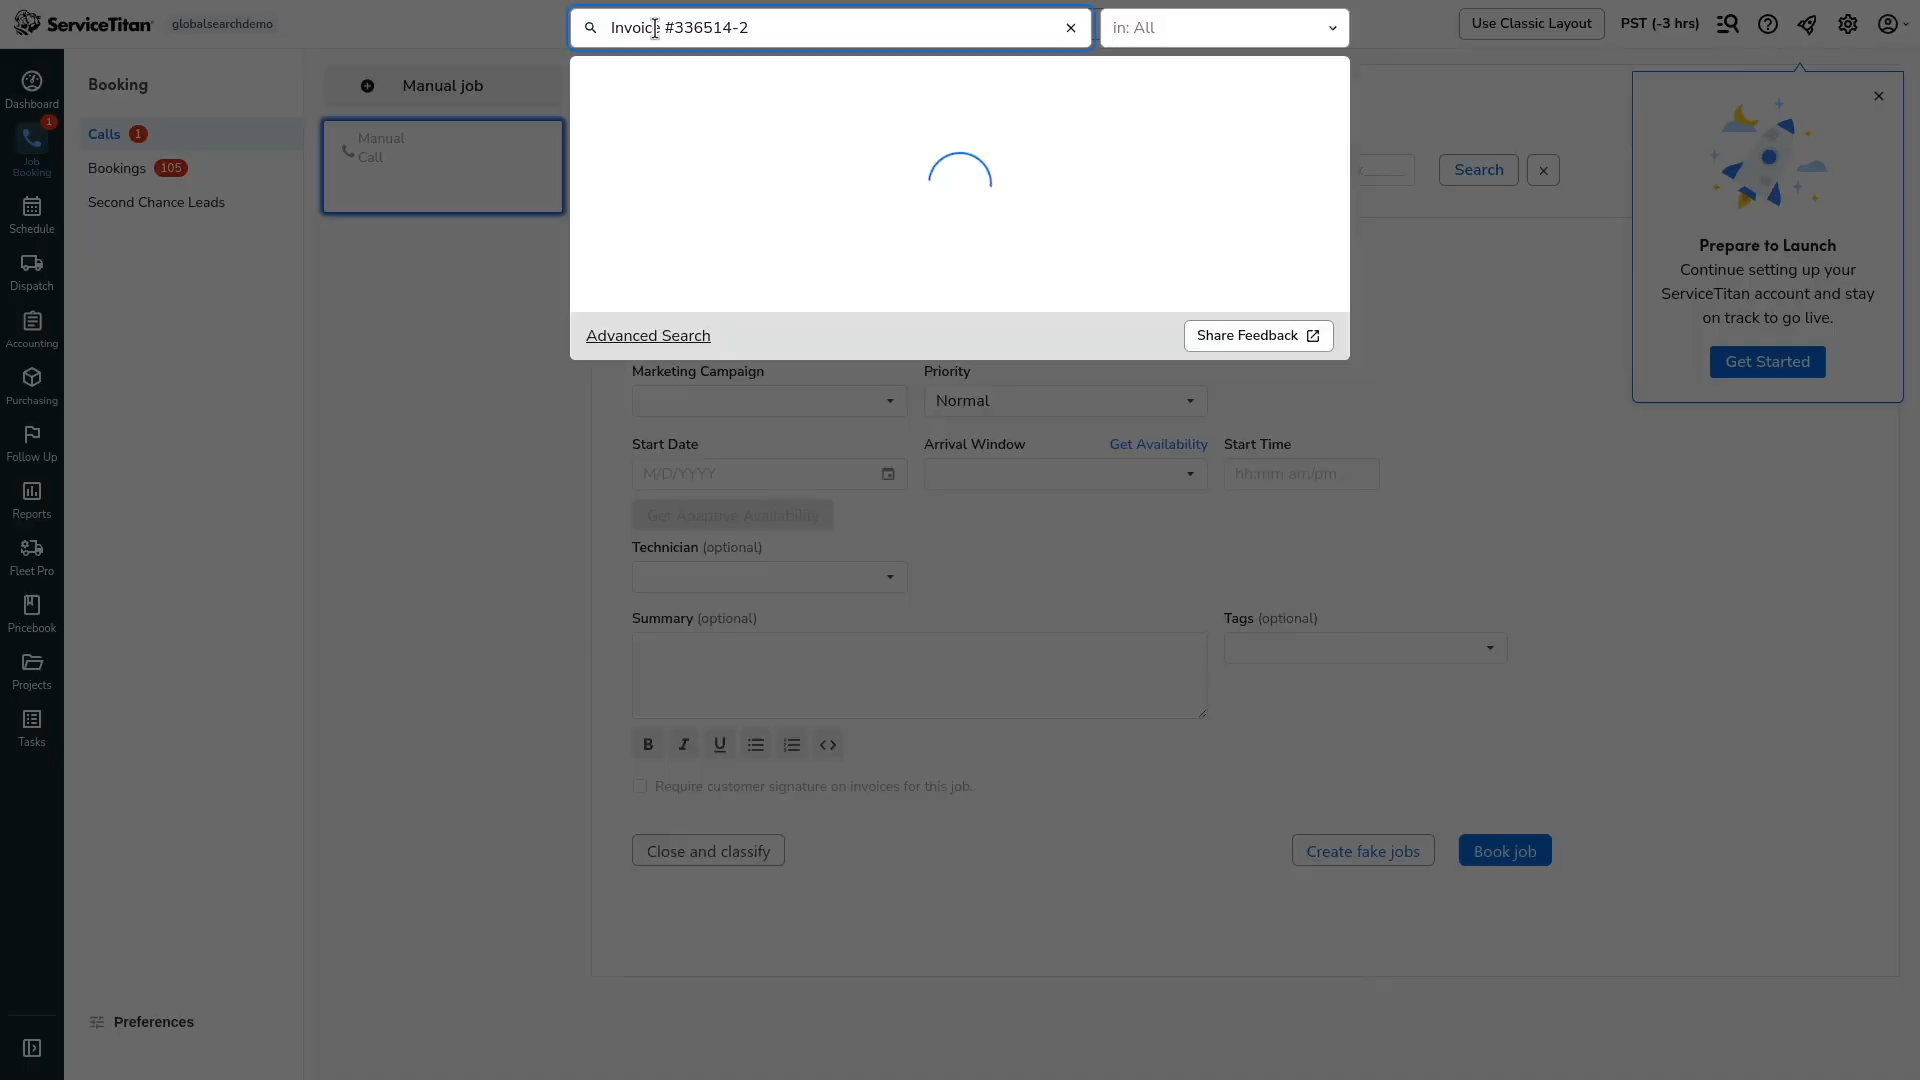 ServiceTitan
globalsearchdemo
Invoice #336514-2
in: All
Use Classic Layout
PST (-3 hrs)
Dashboard
1
Job
Booking
Schedule
Dispatch
Accounting
Purchasing
Follow Up
Reports
Fleet Pro
Pricebook
Projects
Tasks
Booking
Calls 1
Bookings 105
Second Chance Leads
Preferences
Manual job
Manual
Call
Advanced Search
Share Feedback
Search
Prepare to Launch
Continue setting up your
ServiceTitan account and stay
on track to go live.
Get Started
Marketing Campaign
Priority
Normal
Start Date
Arrival Window
Get Availability
Start Time
M/D/YYYY
hh:mm am/pm
Get Adaptive Availability
Technician (optional)
Summary (optional)
Tags (optional)
B I U
Require customer signature on invoices for this job.
Close and classify
Create fake jobs
Book job